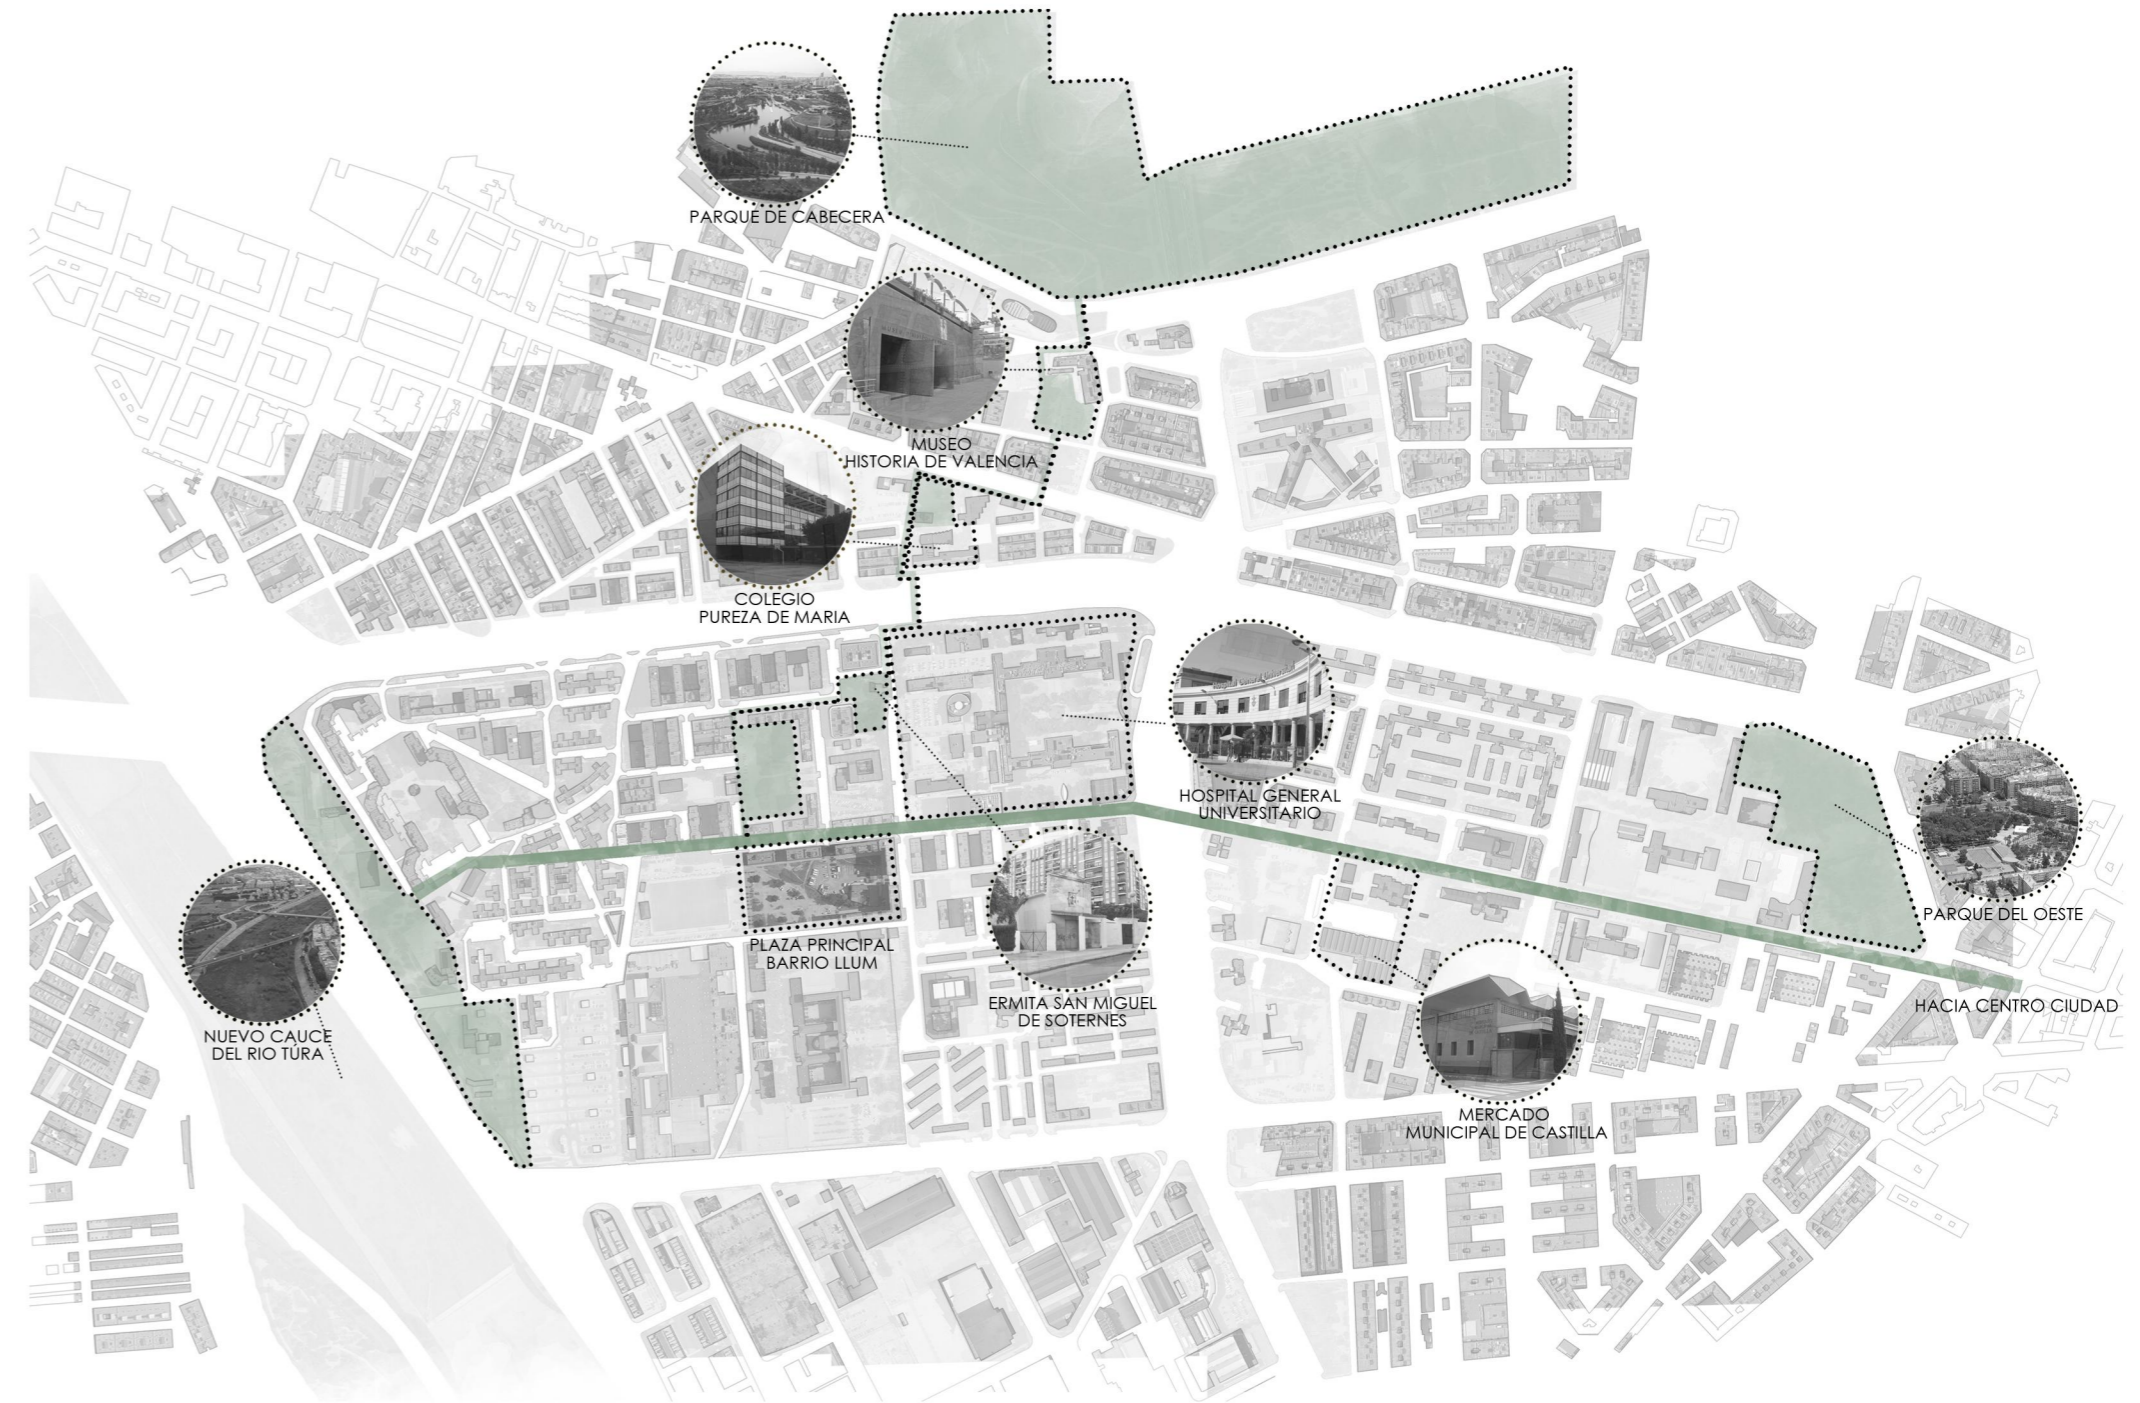 PARQUE DE CABECERA
MUSEO
HISTORIA DE VALENCIA
COLEGIO
PUREZA DE MARIA
HOSPITAL GENERAL
UNIVERSITARIO
PARQUE DEL OESTE
PLAZA PRINCIPAL
BARRIO LLUM
ERMITA SAN MIGUEL
DE SOTERNES
HACIA CENTRO CIUDAD
NUEVO CAUCE
DEL RIO TÚRA
MERCADO
MUNICIPAL DE CASTILLA